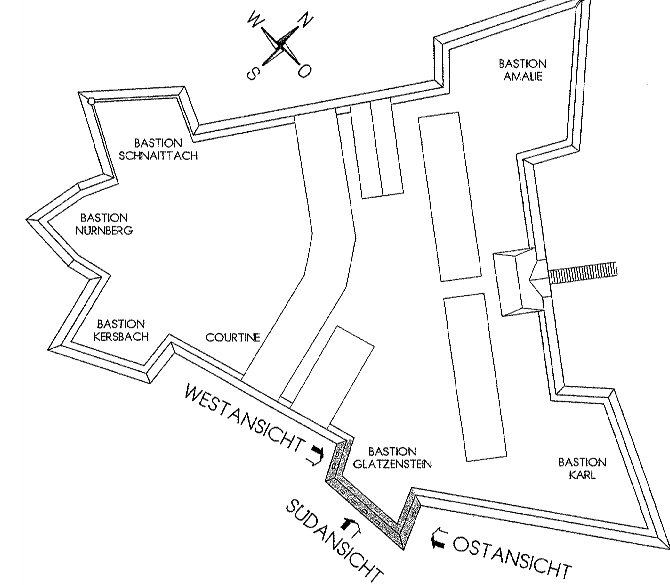 W
N
S
O
BASTION
AMALIE
BASTION
SCHNAITTACH
BASTION
NÜRNBERG
BASTION
KERSBACH
COURTINE
WESTANSICHT
BASTION
GLATZENSTEIN
BASTION
KARL
SÜDANSICHT
OSTANSICHT